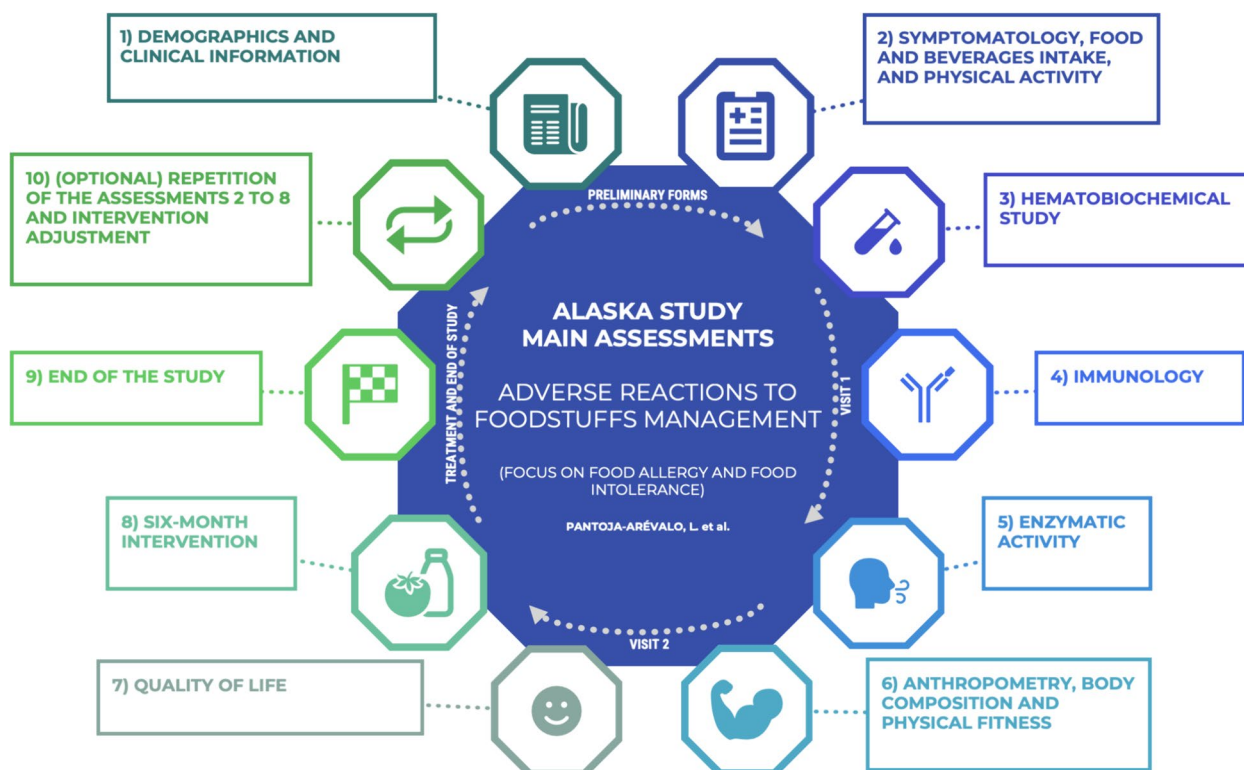 1) DEMOGRAPHICS AND
CLINICAL INFORMATION
2) SYMPTOMATOLOGY, FOOD
AND BEVERAGES INTAKE,
AND PHYSICAL ACTIVITY
3) HEMATOBIOCHEMICAL
STUDY
4) IMMUNOLOGY
5) ENZYMATIC
ACTIVITY
6) ANTHROPOMETRY, BODY
COMPOSITION AND
PHYSICAL FITNESS
7) QUALITY OF LIFE
8) SIX-MONTH
INTERVENTION
9) END OF THE STUDY
10) (OPTIONAL) REPETITION
OF THE ASSESSMENTS 2 TO 8
AND INTERVENTION
ADJUSTMENT
PRELIMINARY FORMS
VISIT 1
VISIT 2
TREATMENT AND END OF STUDY
ALASKA STUDY
MAIN ASSESSMENTS
ADVERSE REACTIONS TO
FOODSTUFFS MANAGEMENT
(FOCUS ON FOOD ALLERGY AND FOOD
INTOLERANCE)
PANTOJA-ARÉVALO, L. et al.